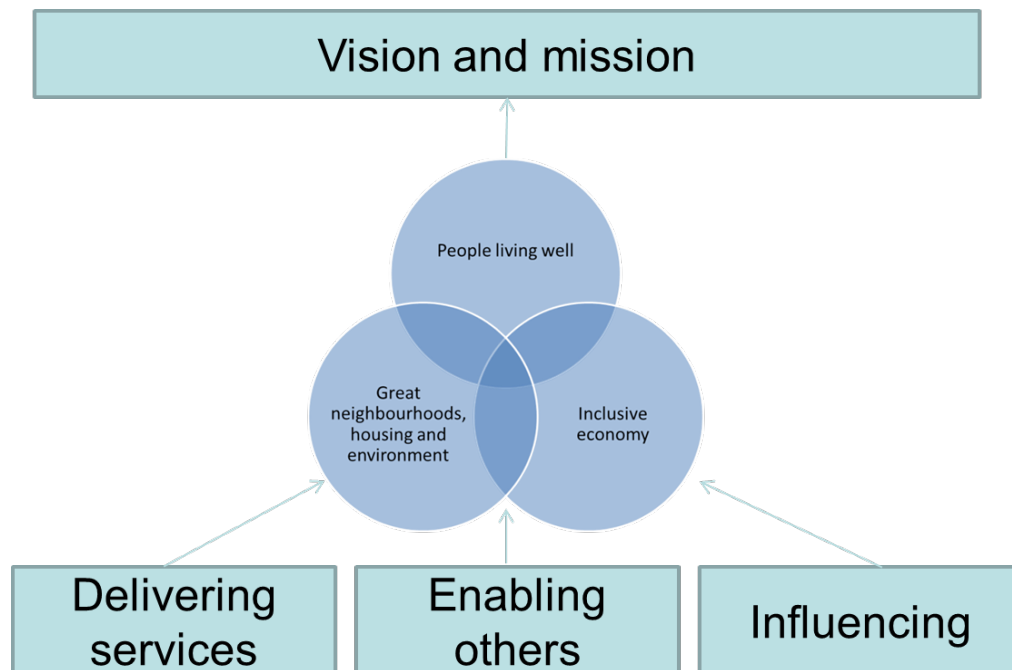 Vision and mission
People living well
Great
neighbourhoods,
housing and
environment
Inclusive
economy
Delivering
services
Enabling
others
Influencing